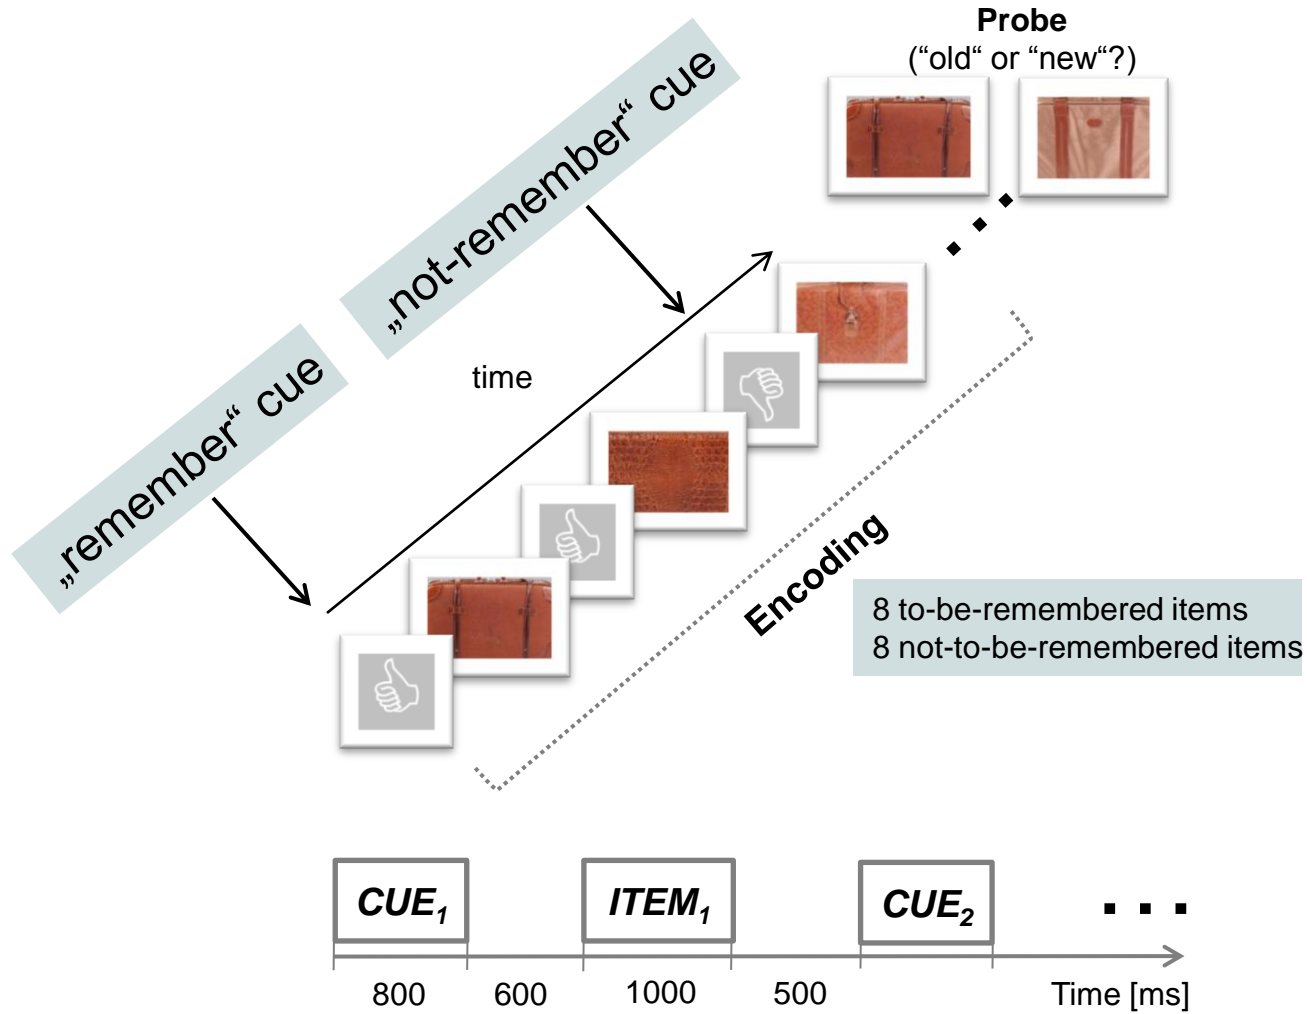 Probe
(“old“ or “new“?)
„not-remember“ cue
„remember“ cue
time
Encoding
8 to-be-remembered items
8 not-to-be-remembered items
CUE1
ITEM1
CUE2
800
600
1000
500
Time [ms]